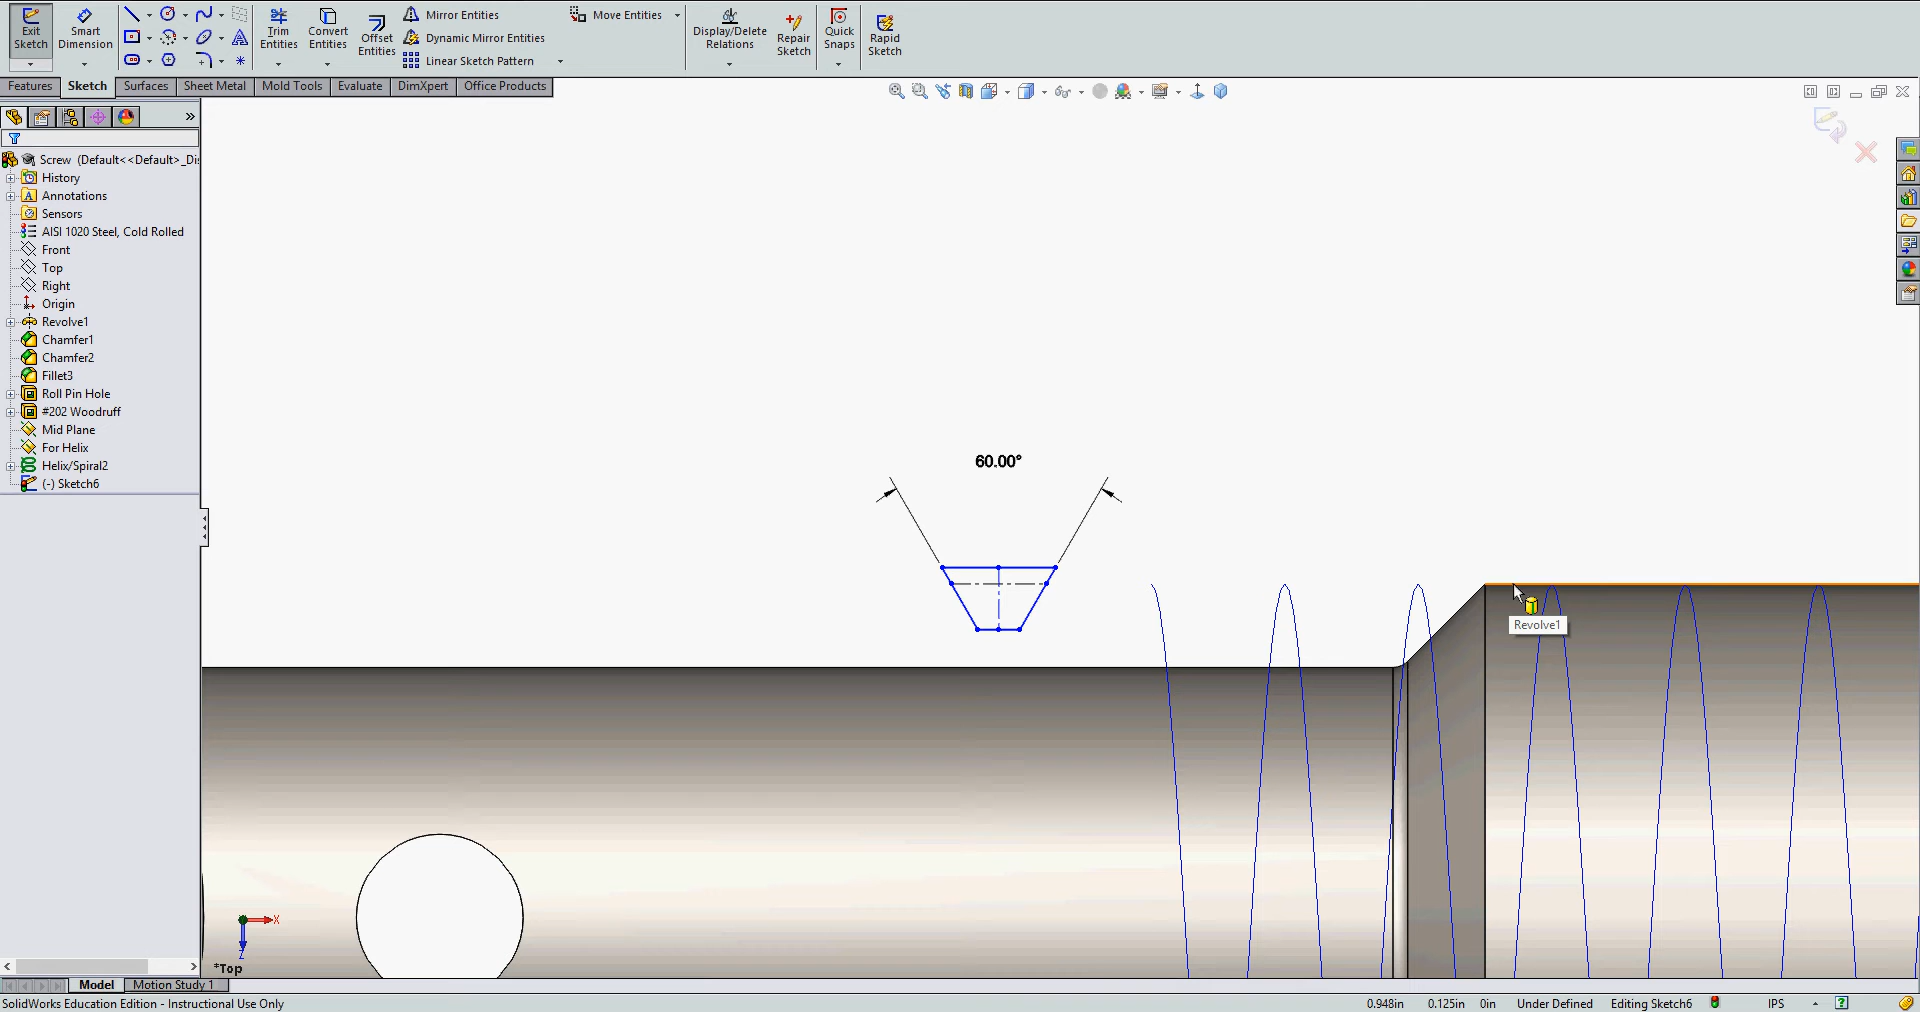 Exit Sketch
Smart Dimension
Trim Entities
Convert Entities
Offset Entities
Mirror Entities
Dynamic Mirror Entities
Linear Sketch Pattern
Move Entities
Display/Delete Relations
Repair Sketch
Quick Snaps
Rapid Sketch
Features
Sketch
Surfaces
Sheet Metal
Mold Tools
Evaluate
DimXpert
Office Products
Screw (Default<<Default>_Di
History
Annotations
Sensors
AISI 1020 Steel, Cold Rolled
Front
Top
Right
Origin
Revolve1
Chamfer1
Chamfer2
Fillet3
Roll Pin Hole
#202 Woodruff
Mid Plane
For Helix
Helix/Spiral2
(-) Sketch6
60.00°
Revolve1
X
Z
*Top
Model
Motion Study 1
SolidWorks Education Edition - Instructional Use Only
0.948in
0.125in
0in
Under Defined
Editing Sketch6
IPS